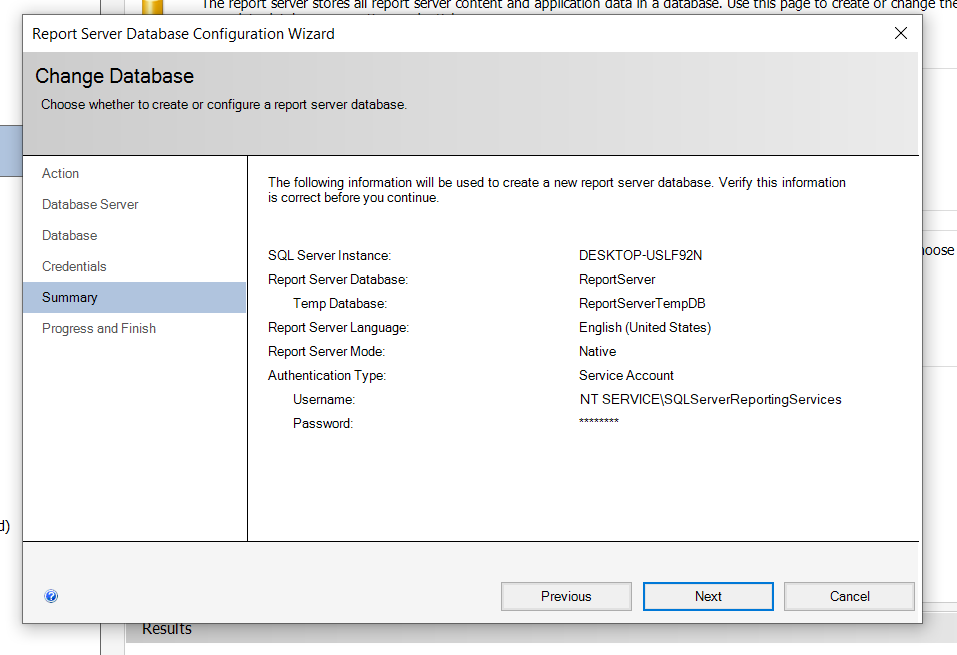 The report server stores all report server content and application data in a database. Use this page to create or change the
Report Server Database Configuration Wizard
Change Database
Choose whether to create or configure a report server database.
Action
Database Server
Database
Credentials
Summary
Progress and Finish
The following information will be used to create a new report server database. Verify this information
is correct before you continue.
SQL Server Instance: DESKTOP-USLF92N
Report Server Database: ReportServer
Temp Database: ReportServerTempDB
Report Server Language: English (United States)
Report Server Mode: Native
Authentication Type: Service Account
Username: NT SERVICE\SQLServerReportingServices
Password: ********
oose
d)
Previous
Next
Cancel
Results